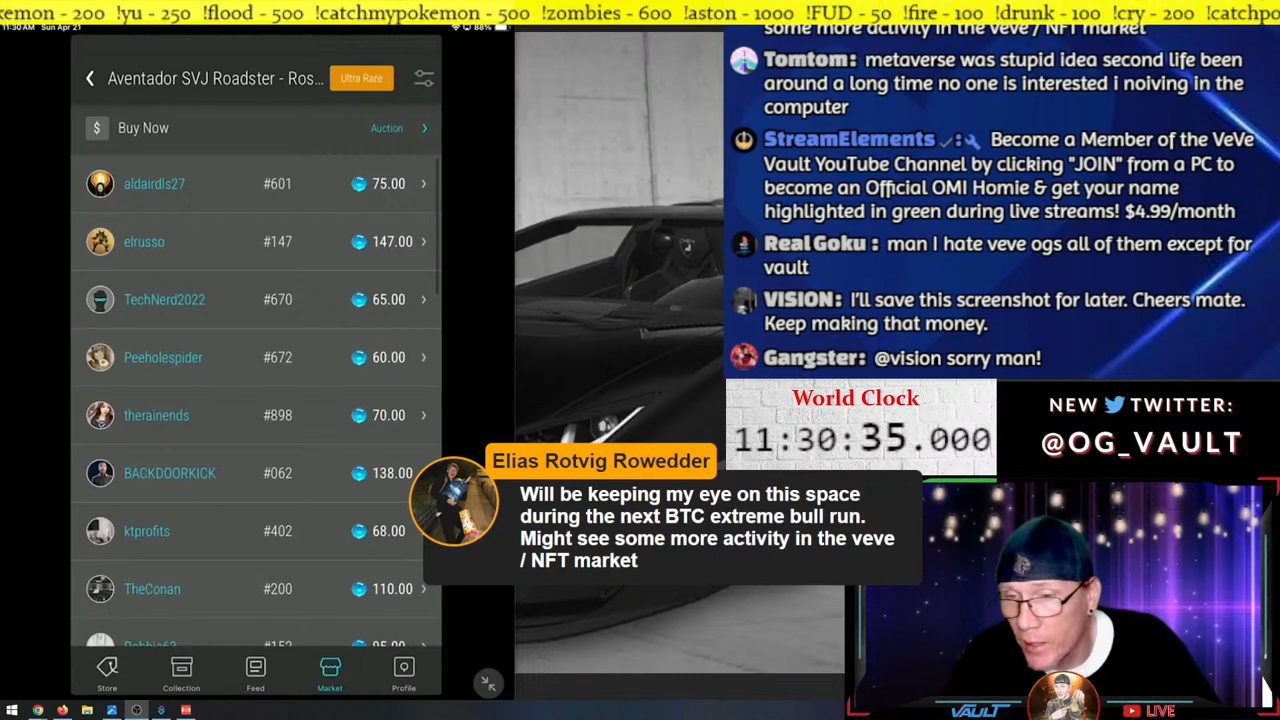 kemon - 200 !yu - 250 !flood - 500 !catchmypokemon - 500 !zombies - 600 !aston - 1000 !FUD - 50 !fire - 100 !drunk - 100 !cry - 200 !catchpo
11:30 AM Sun Apr 21
88%
Aventador SVJ Roadster - Ros...
Ultra Rare
$ Buy Now
Auction
aldairdls27 #601 75.00
elrusso #147 147.00
TechNerd2022 #670 65.00
Peeholespider #672 60.00
therainends #898 70.00
BACKDOORKICK #062 138.00
ktprofits #402 68.00
TheConan #200 110.00
Store
Collection
Feed
Market
Profile
some more activity in the veve / NFT market
Tomtom: metaverse was stupid idea second life been
around a long time no one is interested i noiving in the
computer
StreamElements : Become a Member of the VeVe
Vault YouTube Channel by clicking "JOIN" from a PC to
become an Official OMI Homie & get your name
highlighted in green during live streams! $4.99/month
Real Goku : man I hate veve ogs all of them except for
vault
VISION: I'll save this screenshot for later. Cheers mate.
Keep making that money.
Gangster: @vision sorry man!
World Clock
11:30:35.000
NEW TWITTER:
@OG_VAULT
Elias Rotvig Rowedder
Will be keeping my eye on this space
during the next BTC extreme bull run.
Might see some more activity in the veve
/ NFT market
VAULT
LIVE